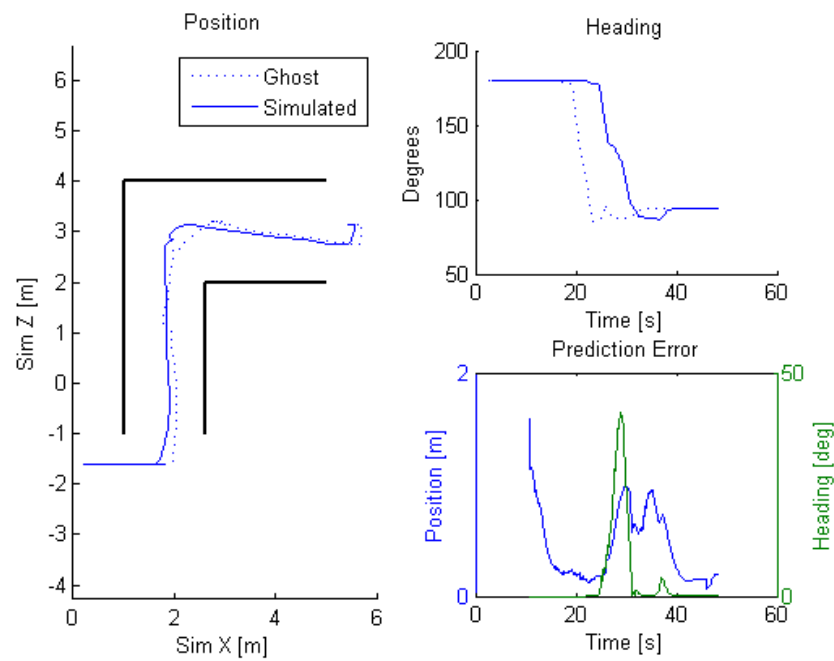 Position
Ghost
Simulated
6
5
4
3
2
1
0
-1
-2
-3
-4
Sim Z [m]
0
2
4
6
Sim X [m]
Heading
200
150
100
50
Degrees
0
20
40
60
Time [s]
Prediction Error
2
0
Position [m]
50
0
Heading [deg]
0
20
40
60
Time [s]